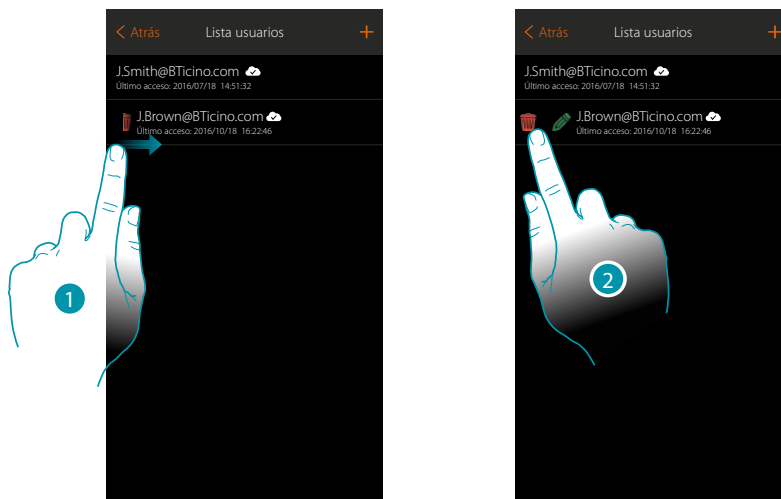 Atrás Lista usuarios +
J.Smith@BTicino.com
Último acceso: 2016/07/18 14:51:32
J.Brown@BTicino.com
Último acceso: 2016/10/18 16:22:46
1
Atrás Lista usuarios +
J.Smith@BTicino.com
Último acceso: 2016/07/18 14:51:32
J.Brown@BTicino.com
Último acceso: 2016/10/18 16:22:46
2